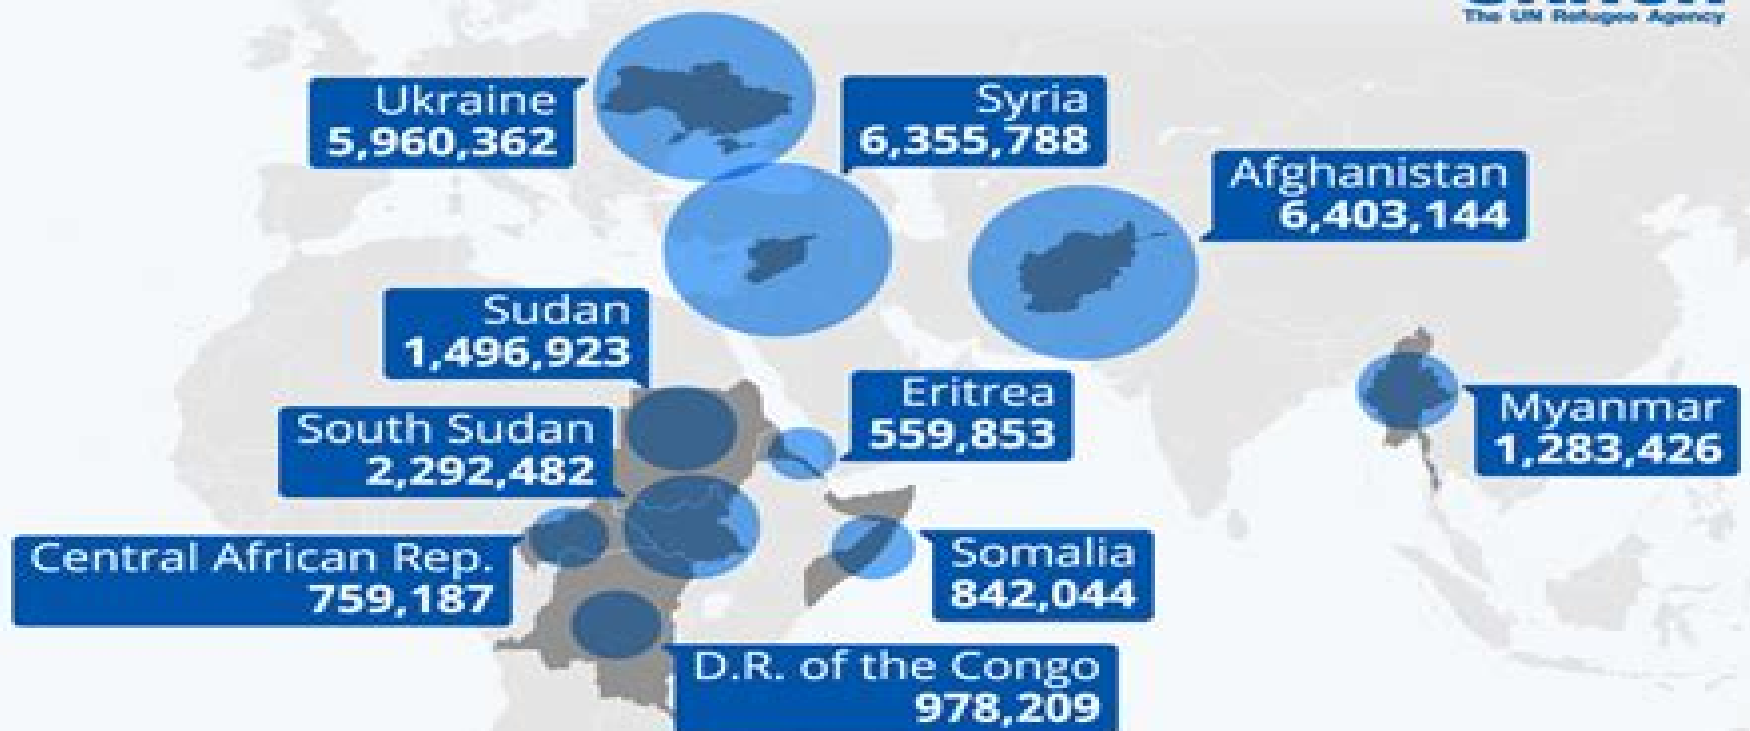 The UN Refugee Agency
Ukraine
5,960,362
Syria
6,355,788
Afghanistan
6,403,144
Sudan
1,496,923
Eritrea
559,853
South Sudan
2,292,482
Myanmar
1,283,426
Central African Rep.
759,187
Somalia
842,044
D.R. of the Congo
978,209